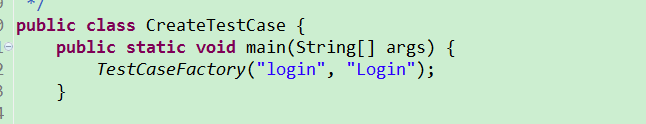 */
public class CreateTestCase {
public static void main(String[] args) {
TestCaseFactory("login", "Login");
}